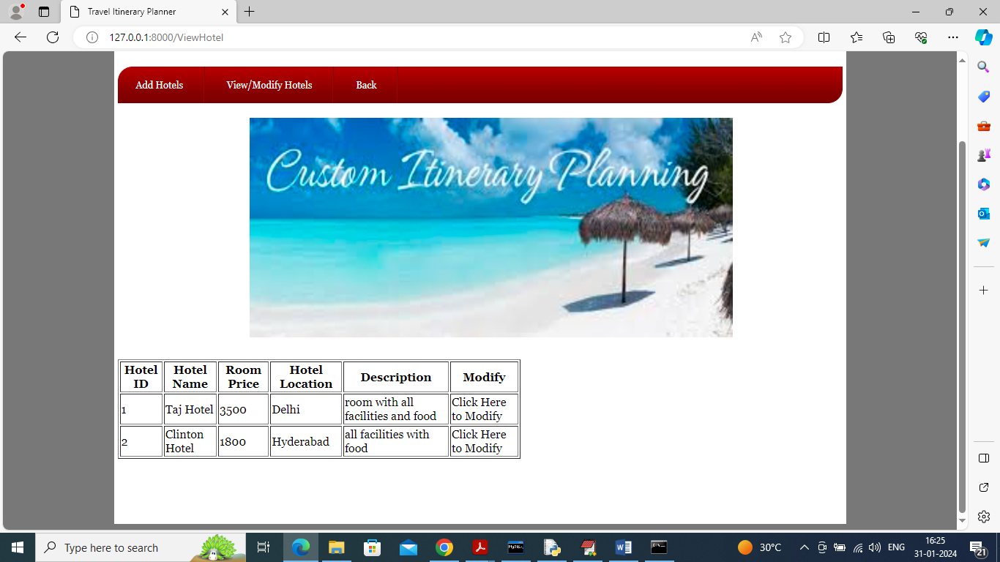 Travel Itinerary Planner
127.0.0.1:8000/ViewHotel
Add Hotels View/Modify Hotels Back
Custom Itinerary Planning
Hotel ID Hotel Name Room Price Hotel Location Description Modify
1 Taj Hotel 3500 Delhi room with all facilities and food Click Here to Modify
2 Clinton Hotel 1800 Hyderabad all facilities with food Click Here to Modify
Type here to search
30°C ENG 16:25
31-01-2024
21